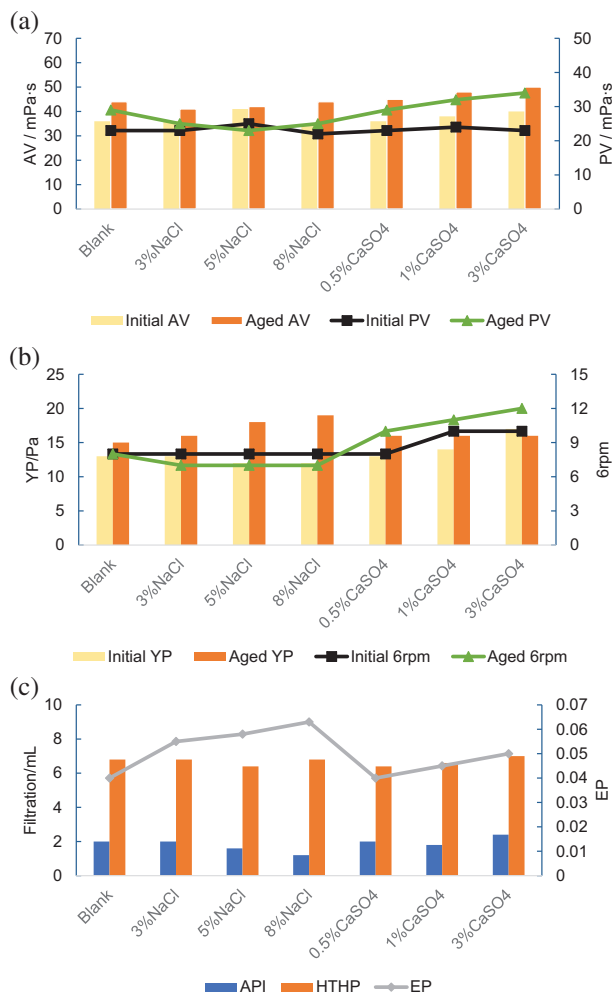 (a)
70
60
50
40
30
20
10
0
AV / mPa·s
50
40
30
20
10
0
PV / mPa·s
Blank
3%NaCl
5%NaCl
8%NaCl
0.5%CaSO4
1%CaSO4
3%CaSO4
Initial AV Aged AV Initial PV Aged PV
(b)
25
20
15
10
5
0
YP/Pa
15
12
9
6
3
0
6rpm
Blank
3%NaCl
5%NaCl
8%NaCl
0.5%CaSO4
1%CaSO4
3%CaSO4
Initial YP Aged YP Initial 6rpm Aged 6rpm
(c)
10
8
6
4
2
0
Filtration/mL
0.07
0.06
0.05
0.04
0.03
0.02
0.01
0
EP
Blank
3%NaCl
5%NaCl
8%NaCl
0.5%CaSO4
1%CaSO4
3%CaSO4
API HTHP EP